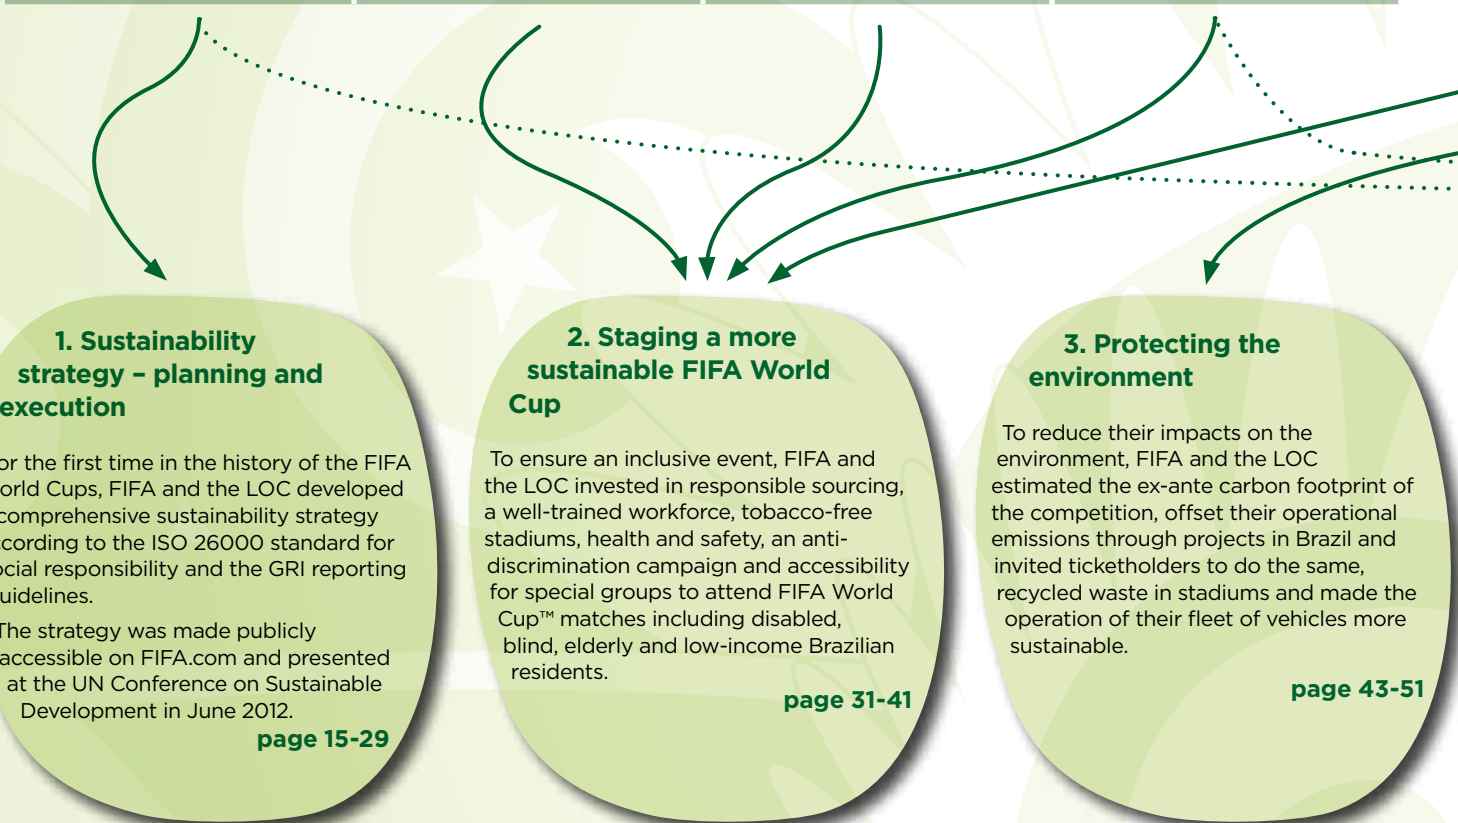 1. Sustainability
strategy – planning and
execution
or the first time in the history of the FIFA
orld Cups, FIFA and the LOC developed
comprehensive sustainability strategy
ccording to the ISO 26000 standard for
ocial responsibility and the GRI reporting
uidelines.
The strategy was made publicly
accessible on FIFA.com and presented
at the UN Conference on Sustainable
Development in June 2012.
page 15-29
2. Staging a more
sustainable FIFA World
Cup
To ensure an inclusive event, FIFA and
the LOC invested in responsible sourcing,
a well-trained workforce, tobacco-free
stadiums, health and safety, an anti-
discrimination campaign and accessibility
for special groups to attend FIFA World
Cup™ matches including disabled,
blind, elderly and low-income Brazilian
residents.
page 31-41
3. Protecting the
environment
To reduce their impacts on the
environment, FIFA and the LOC
estimated the ex-ante carbon footprint of
the competition, offset their operational
emissions through projects in Brazil and
invited ticketholders to do the same,
recycled waste in stadiums and made the
operation of their fleet of vehicles more
sustainable.
page 43-51